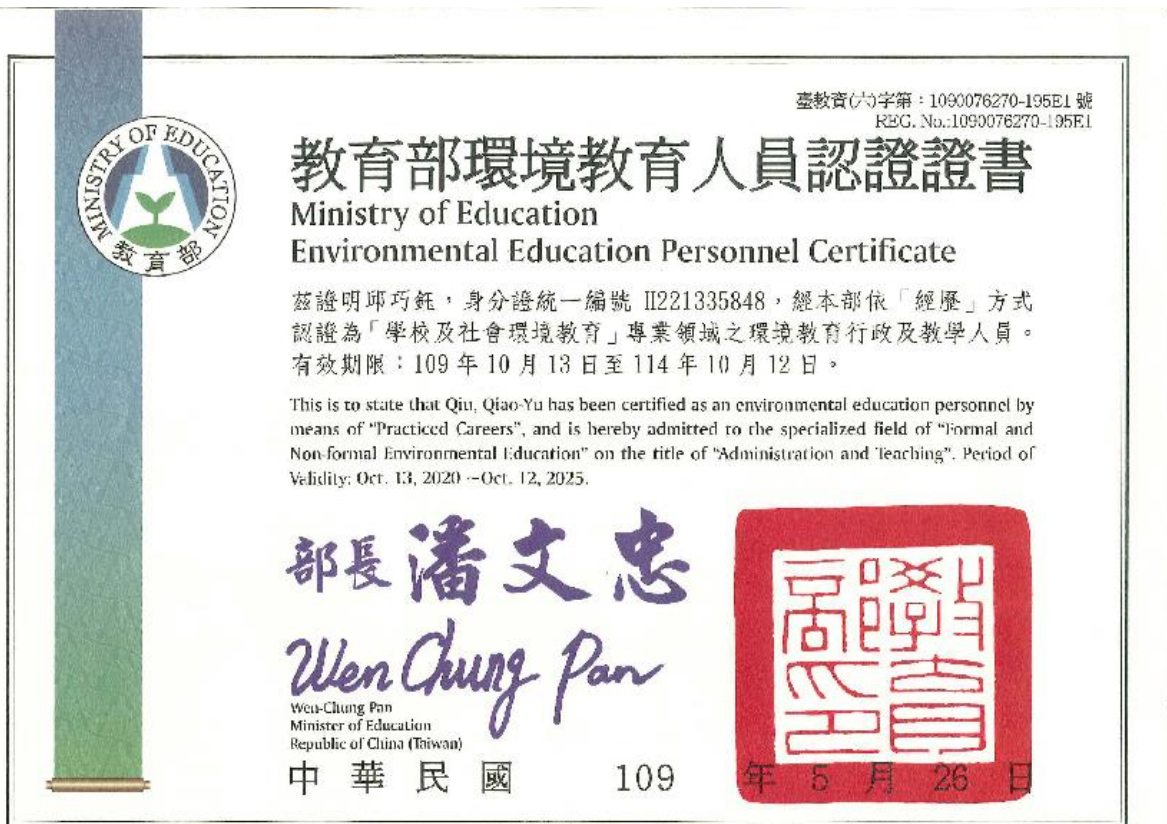 臺教資(六)字第：1090076270-195E1 號
REG. No.:1090076270-195E1
MINISTRY OF EDUCATION
教育部
教育部環境教育人員認證證書
Ministry of Education
Environmental Education Personnel Certificate
茲證明邱巧鈺，身分證統一編號 II221335848，經本部依「經歷」方式
認證為「學校及社會環境教育」專業領域之環境教育行政及教學人員。
有效期限：109 年 10 月 13 日至 114 年 10 月 12 日。
This is to state that Qiu, Qiao-Yu has been certified as an environmental education personnel by
means of "Practiced Careers", and is hereby admitted to the specialized field of "Formal and
Non-formal Environmental Education" on the title of "Administration and Teaching". Period of
Validity: Oct. 13, 2020 ~Oct. 12, 2025.
部長 潘文忠
Wen Chung Pan
Wen-Chung Pan
Minister of Education
Republic of China (Taiwan)
教育部印
中 華 民 國 109 年 5 月 26 日